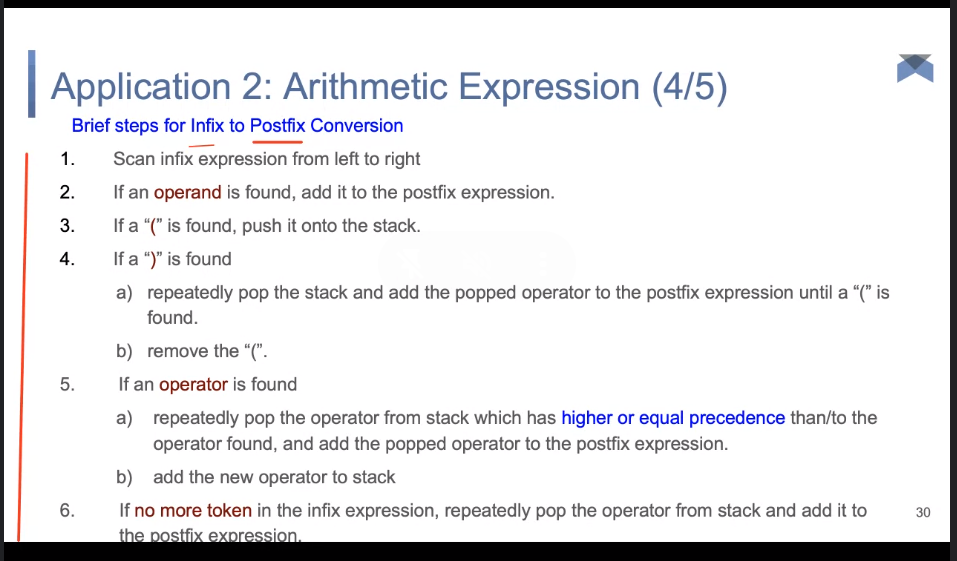 Application 2: Arithmetic Expression (4/5)
Brief steps for Infix to Postfix Conversion
1. Scan infix expression from left to right
2. If an operand is found, add it to the postfix expression.
3. If a “(” is found, push it onto the stack.
4. If a “)” is found
a) repeatedly pop the stack and add the popped operator to the postfix expression until a “(” is
found.
b) remove the “(”.
5. If an operator is found
a) repeatedly pop the operator from stack which has higher or equal precedence than/to the
operator found, and add the popped operator to the postfix expression.
b) add the new operator to stack
6. If no more token in the infix expression, repeatedly pop the operator from stack and add it to
the postfix expression.
30